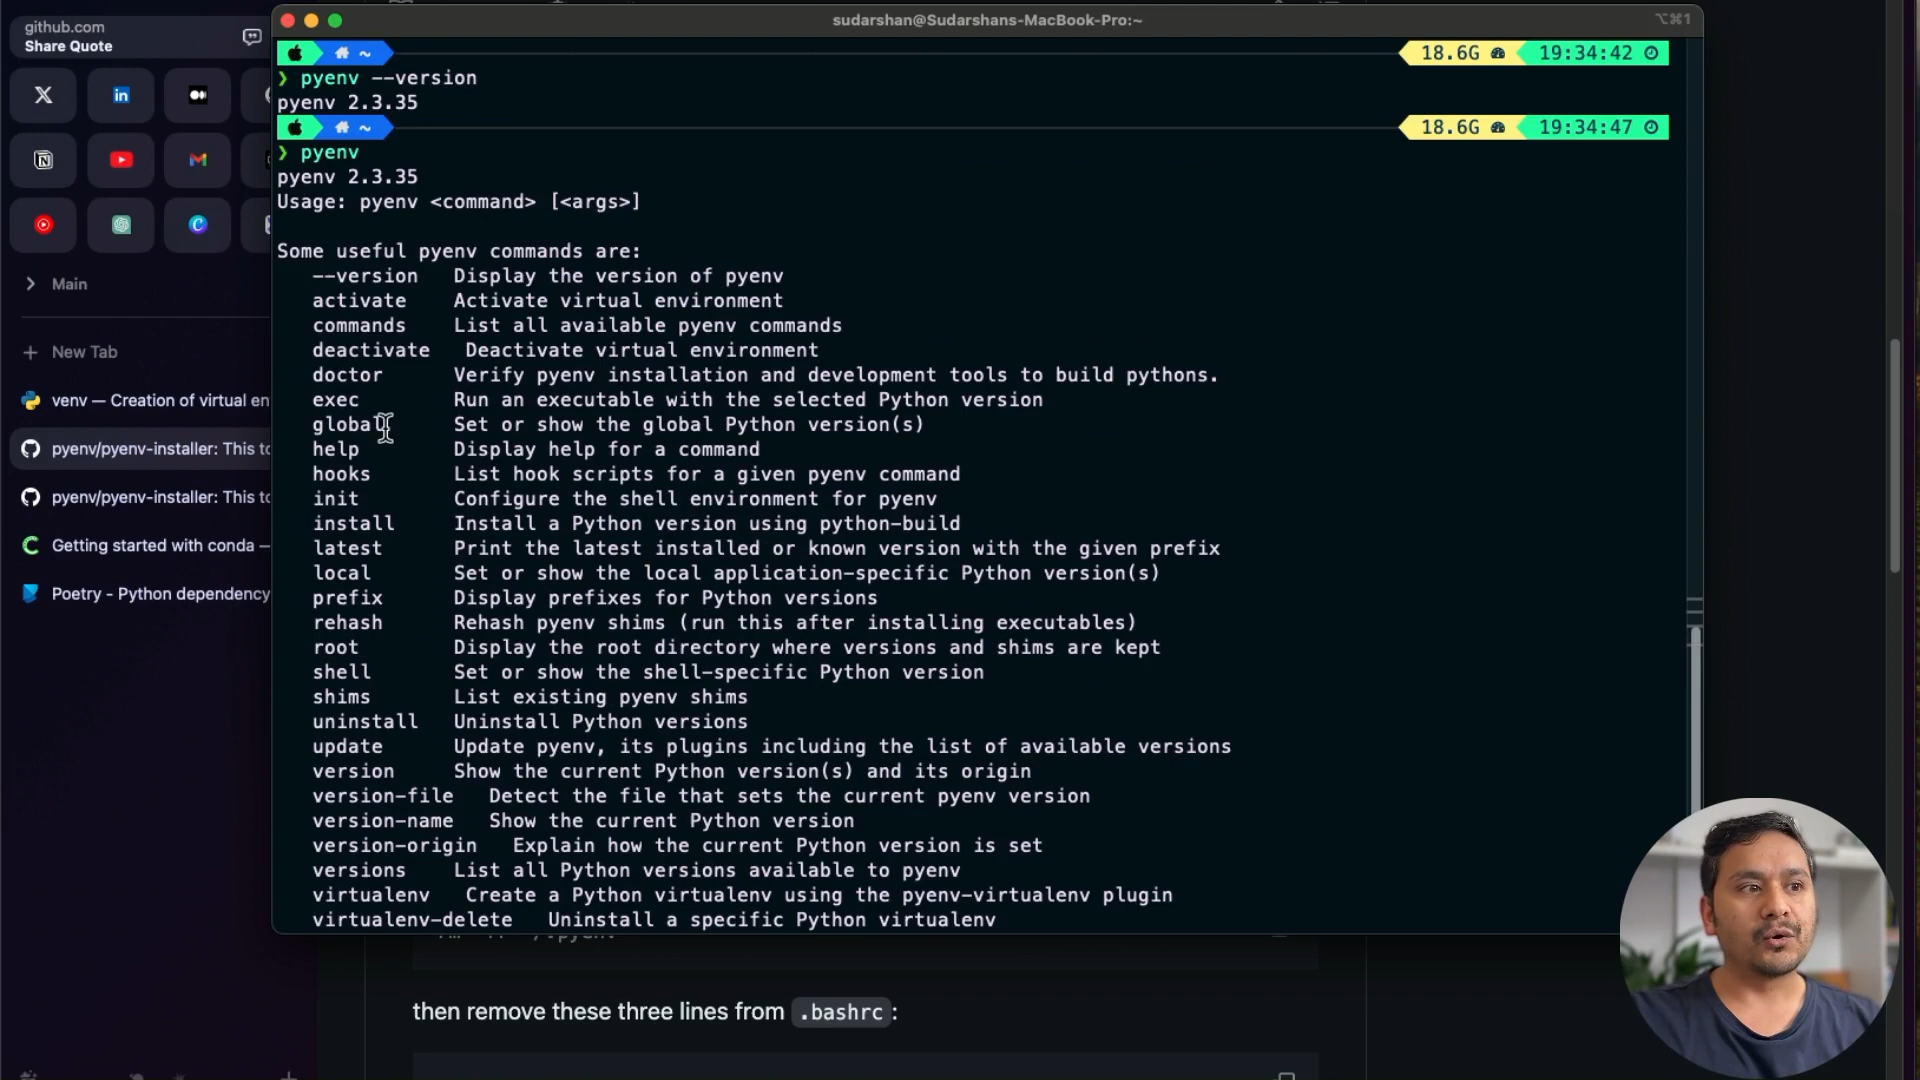 github.com
Share Quote
Main
New Tab
venv — Creation of virtual en
pyenv/pyenv-installer: This to
pyenv/pyenv-installer: This to
Getting started with conda —
Poetry - Python dependency
sudarshan@Sudarshans-MacBook-Pro:~
⌥⌘1
~ 18.6G 19:34:42
❯ pyenv --version
pyenv 2.3.35
~ 18.6G 19:34:47
❯ pyenv
pyenv 2.3.35
Usage: pyenv <command> [<args>]
Some useful pyenv commands are:
--version Display the version of pyenv
activate Activate virtual environment
commands List all available pyenv commands
deactivate Deactivate virtual environment
doctor Verify pyenv installation and development tools to build pythons.
exec Run an executable with the selected Python version
global Set or show the global Python version(s)
help Display help for a command
hooks List hook scripts for a given pyenv command
init Configure the shell environment for pyenv
install Install a Python version using python-build
latest Print the latest installed or known version with the given prefix
local Set or show the local application-specific Python version(s)
prefix Display prefixes for Python versions
rehash Rehash pyenv shims (run this after installing executables)
root Display the root directory where versions and shims are kept
shell Set or show the shell-specific Python version
shims List existing pyenv shims
uninstall Uninstall Python versions
update Update pyenv, its plugins including the list of available versions
version Show the current Python version(s) and its origin
version-file Detect the file that sets the current pyenv version
version-name Show the current Python version
version-origin Explain how the current Python version is set
versions List all Python versions available to pyenv
virtualenv Create a Python virtualenv using the pyenv-virtualenv plugin
virtualenv-delete Uninstall a specific Python virtualenv
then remove these three lines from .bashrc: